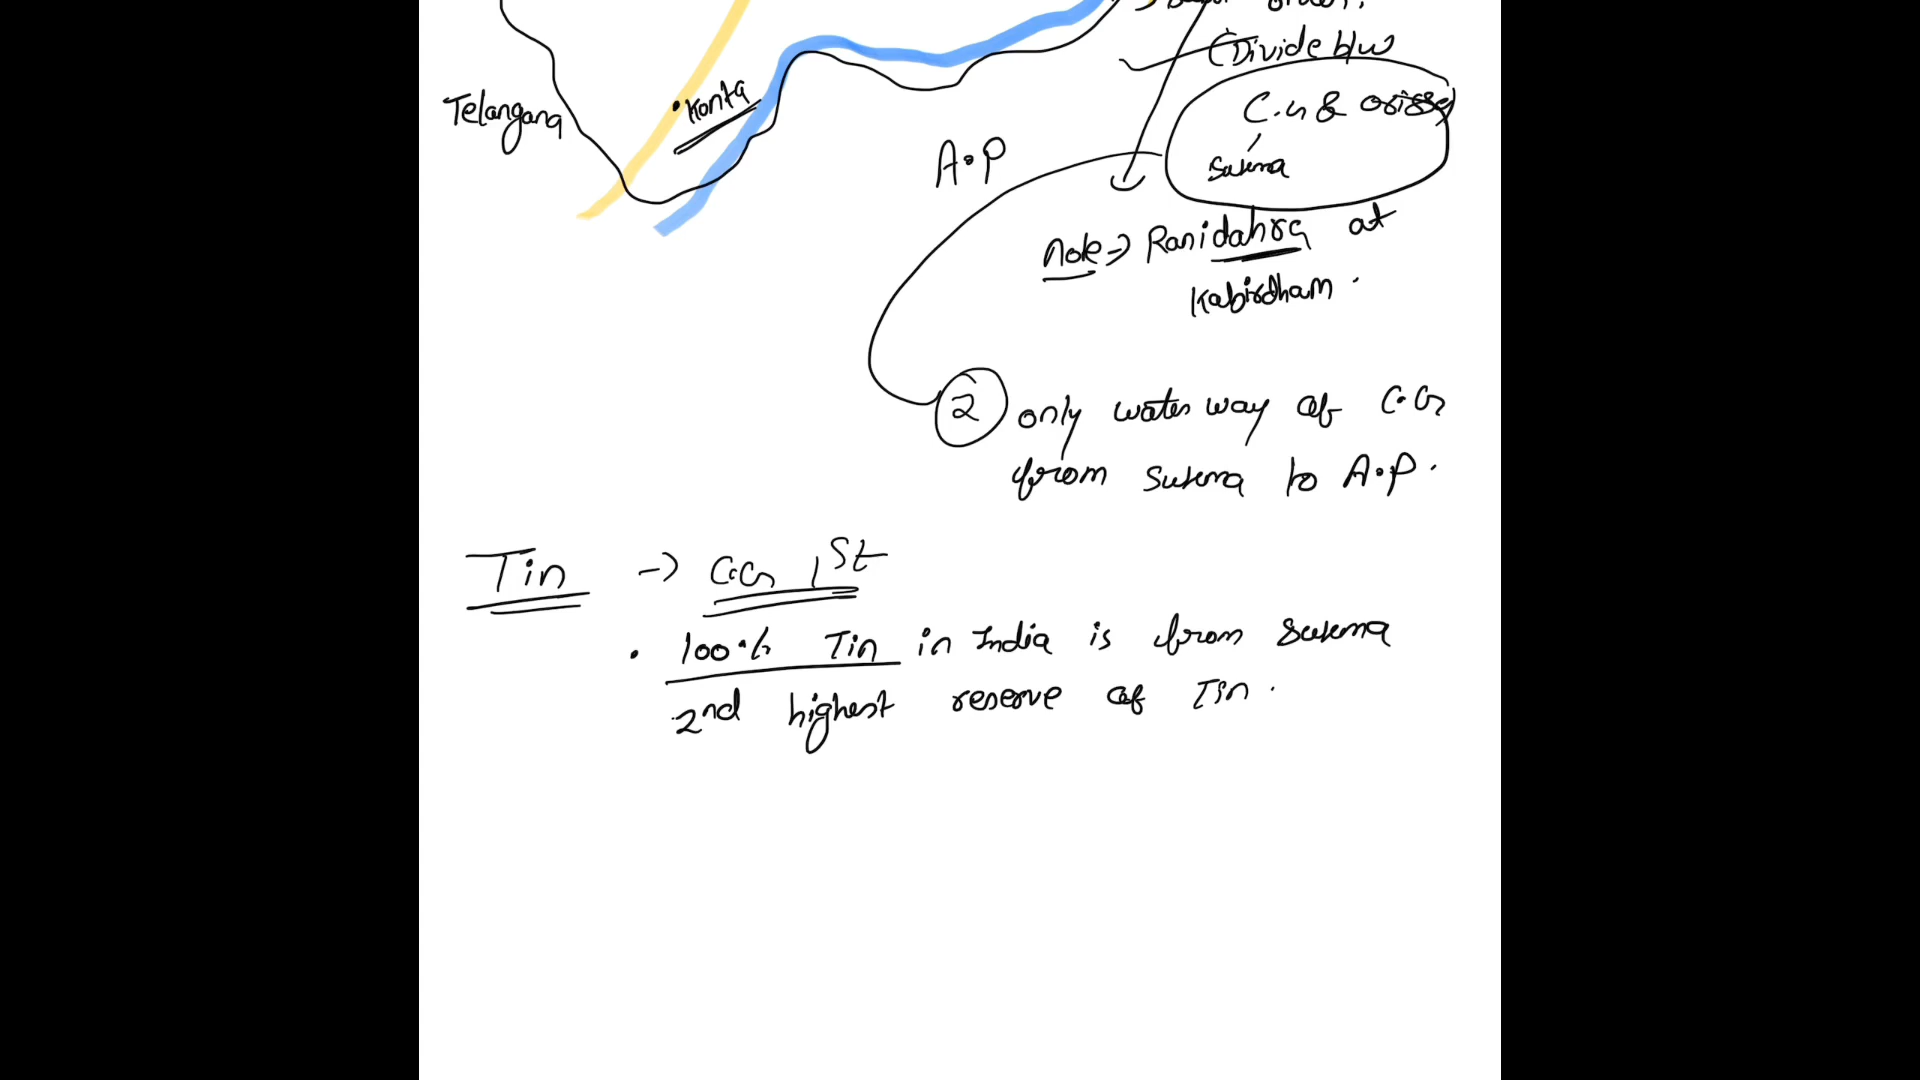 (Divide b/w
C.G & orissa
Sukma
Telangana
Konta
A.P
Note => Ranidahra at
Kabirdham.
2 only water way of C.G
from Sukma to A.P.
Tin -> C.G 1st
. 100% Tin in India is from Sukma
2nd highest reserve of Tin.